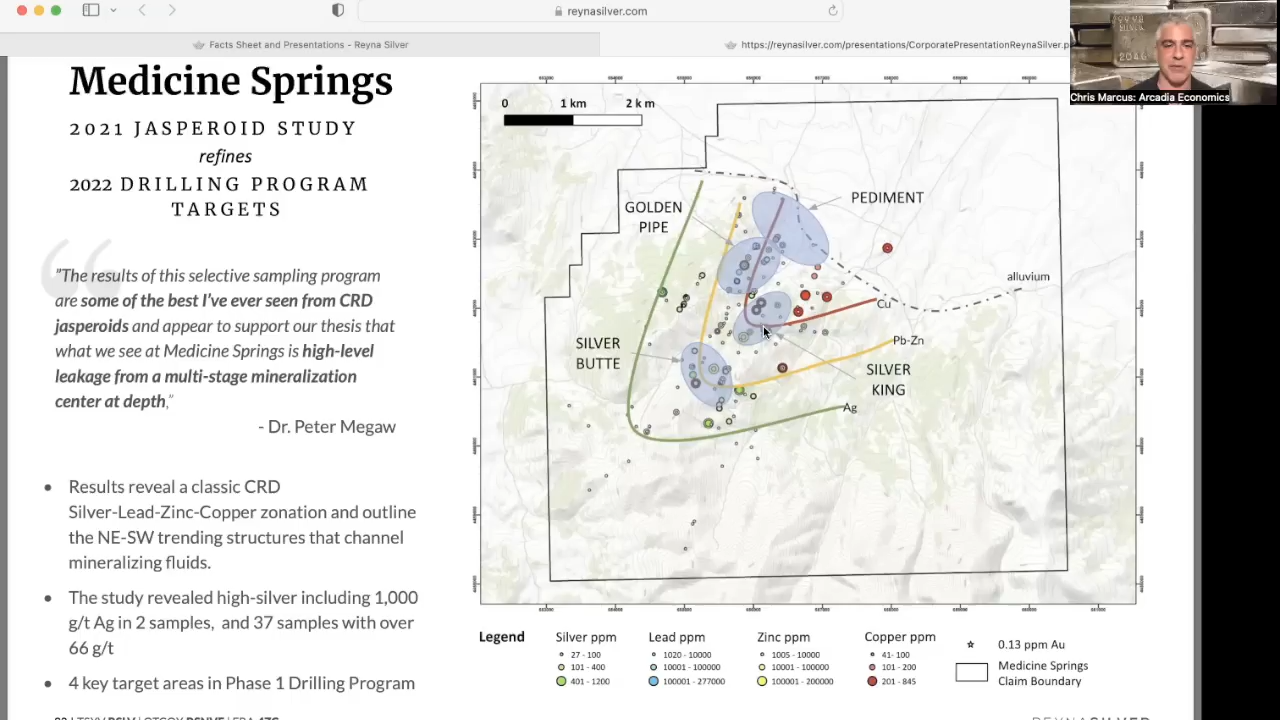 reynasilver.com
Facts Sheet and Presentations - Reyna Silver
https://reynasilver.com/presentations/CorporatePresentationReynaSilver.p
Chris Marcus: Arcadia Economics
Medicine Springs
2021 JASPEROID STUDY
refines
2022 DRILLING PROGRAM
TARGETS
"The results of this selective sampling program
are some of the best I've ever seen from CRD
jasperoids and appear to support our thesis that
what we see at Medicine Springs is high-level
leakage from a multi-stage mineralization
center at depth,"
- Dr. Peter Megaw
• Results reveal a classic CRD
Silver-Lead-Zinc-Copper zonation and outline
the NE-SW trending structures that channel
mineralizing fluids.
• The study revealed high-silver including 1,000
g/t Ag in 2 samples, and 37 samples with over
66 g/t
• 4 key target areas in Phase 1 Drilling Program
0 1 km 2 km
GOLDEN
PIPE
PEDIMENT
alluvium
Cu
Pb-Zn
SILVER
BUTTE
SILVER
KING
Ag
Legend
Silver ppm
27 - 100
101 - 400
401 - 1200
Lead ppm
1020 - 10000
10001 - 100000
100001 - 277000
Zinc ppm
1005 - 10000
10001 - 100000
100001 - 200000
Copper ppm
41- 100
101 - 200
201 - 845
0.13 ppm Au
Medicine Springs
Claim Boundary